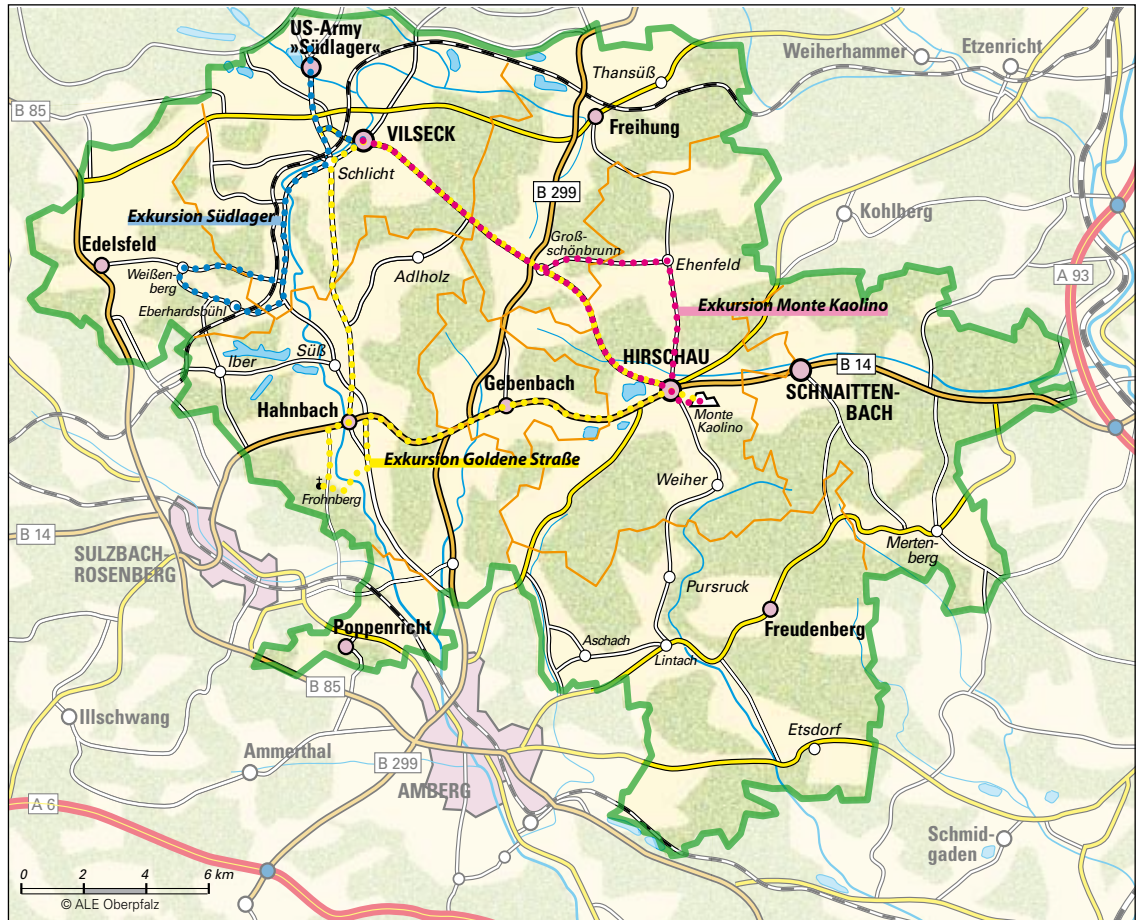 US-Army
»Südlager«
Weiherhammer
Etzenricht
Thansüß
B 85
Freihung
VILSECK
Schlicht
B 299
Kohlberg
Exkursion Südlager
Groß-
schönbrunn
Edelsfeld
Weißen-
berg
Adlholz
Ehenfeld
A 93
Eberhardsbühl
Exkursion Monte Kaolino
HIRSCHAU
Iber
Süß
B 14
Gebenbach
SCHNAITTEN-
BACH
Hahnbach
Monte
Kaolino
Exkursion Goldene Straße
Weiher
Frohnberg
B 14
SULZBACH-
ROSENBERG
Merten-
berg
Pursruck
Poppenricht
Freudenberg
Aschach
Lintach
B 85
Illschwang
Etsdorf
Ammerthal
B 299
AMBERG
A 6
Schmid-
gaden
0 2 4 6 km
© ALE Oberpfalz